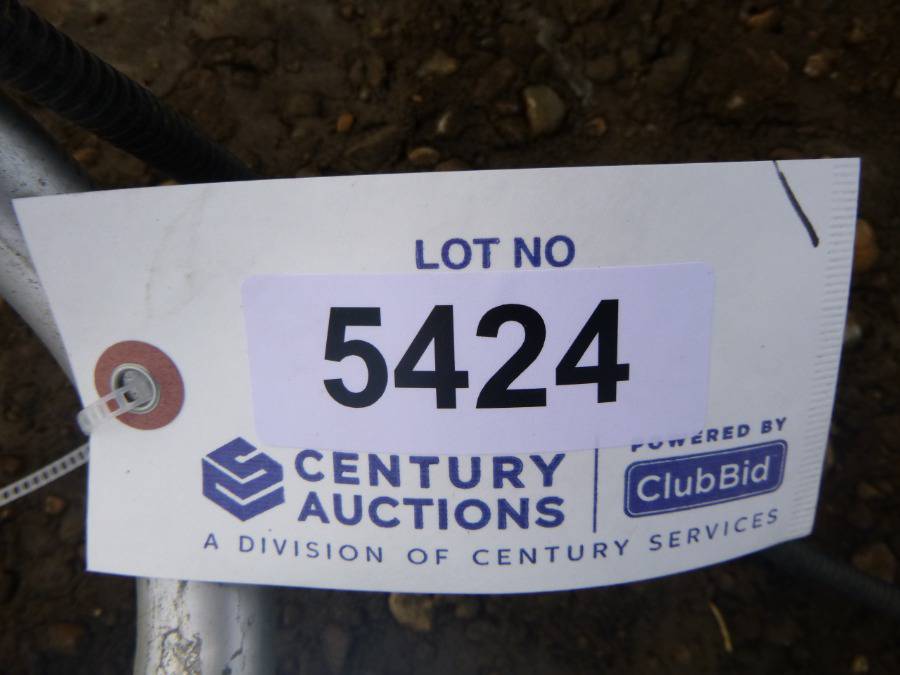 LOT NO
5424
CENTURY
AUCTIONS
POWERED BY
ClubBid
A DIVISION OF CENTURY SERVICES